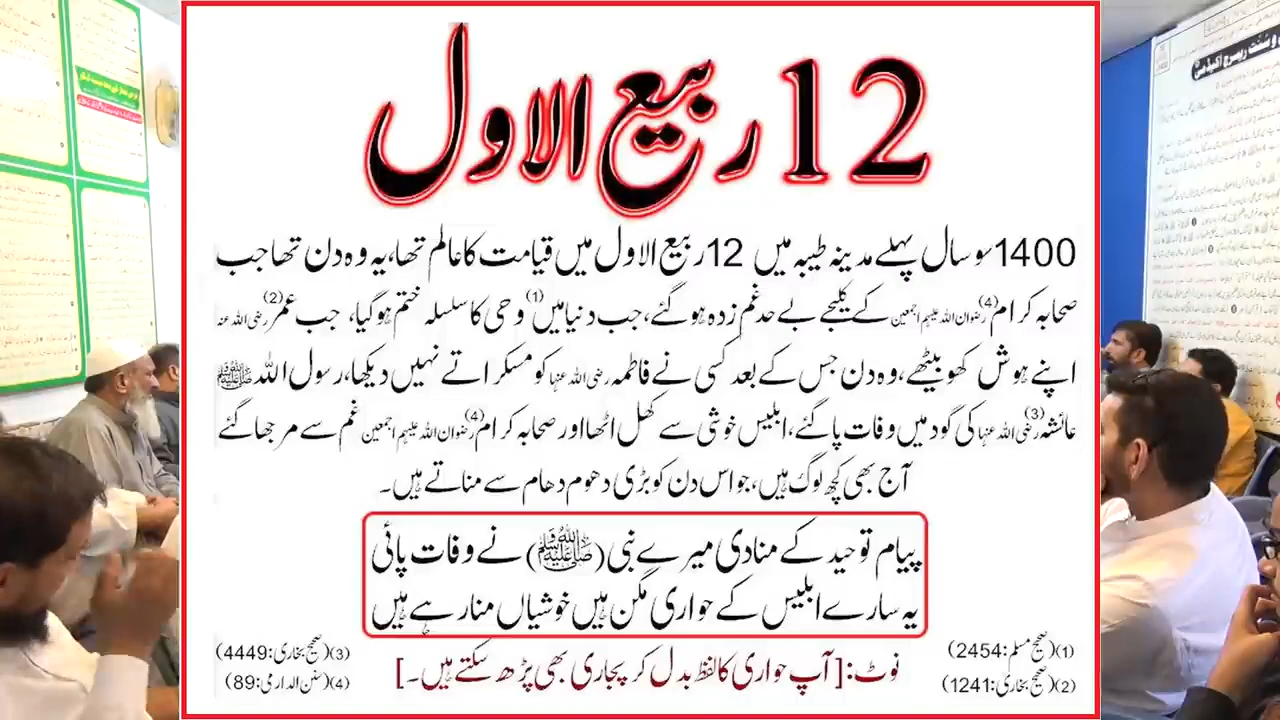 12 ربیع الاول
1400 سو سال پہلے مدینہ طیبہ میں 12 ربیع الاول میں قیامت کا عالم تھا، یہ وہ دن تھا جب
صحابہ کرام(4) رضوان اللہ علیہم اجمعین کے کلیجے بے حد غم زدہ ہو گئے، جب دنیا میں(1) وحی کا سلسلہ ختم ہو گیا، جب عمر(2) رضی اللہ عنہ
اپنے ہوش کھو بیٹھے، وہ دن جس کے بعد کسی نے فاطمہ رضی اللہ عنہا کو مسکراتے نہیں دیکھا، رسول اللہ ﷺ
عائشہ(3) رضی اللہ عنہا کی گود میں وفات پا گئے، ابلیس خوشی سے کھل اٹھا اور صحابہ کرام(4) رضوان اللہ علیہم اجمعین غم سے مرجھا گئے
آج بھی کچھ لوگ ہیں، جو اس دن کو بڑی دھوم دھام سے مناتے ہیں۔
پیام توحید کے منادی میرے نبی (ﷺ) نے وفات پائی
یہ سارے ابلیس کے حواری مگن ہیں خوشیاں منا رہے ہیں
(1) (صحیح مسلم: 2454)
(2) (صحیح بخاری: 1241)
نوٹ: [ آپ حواری کا لفظ بدل کر پجاری بھی پڑھ سکتے ہیں۔ ]
(3) (صحیح بخاری: 4449)
(4) (سنن الدارمی: 89)